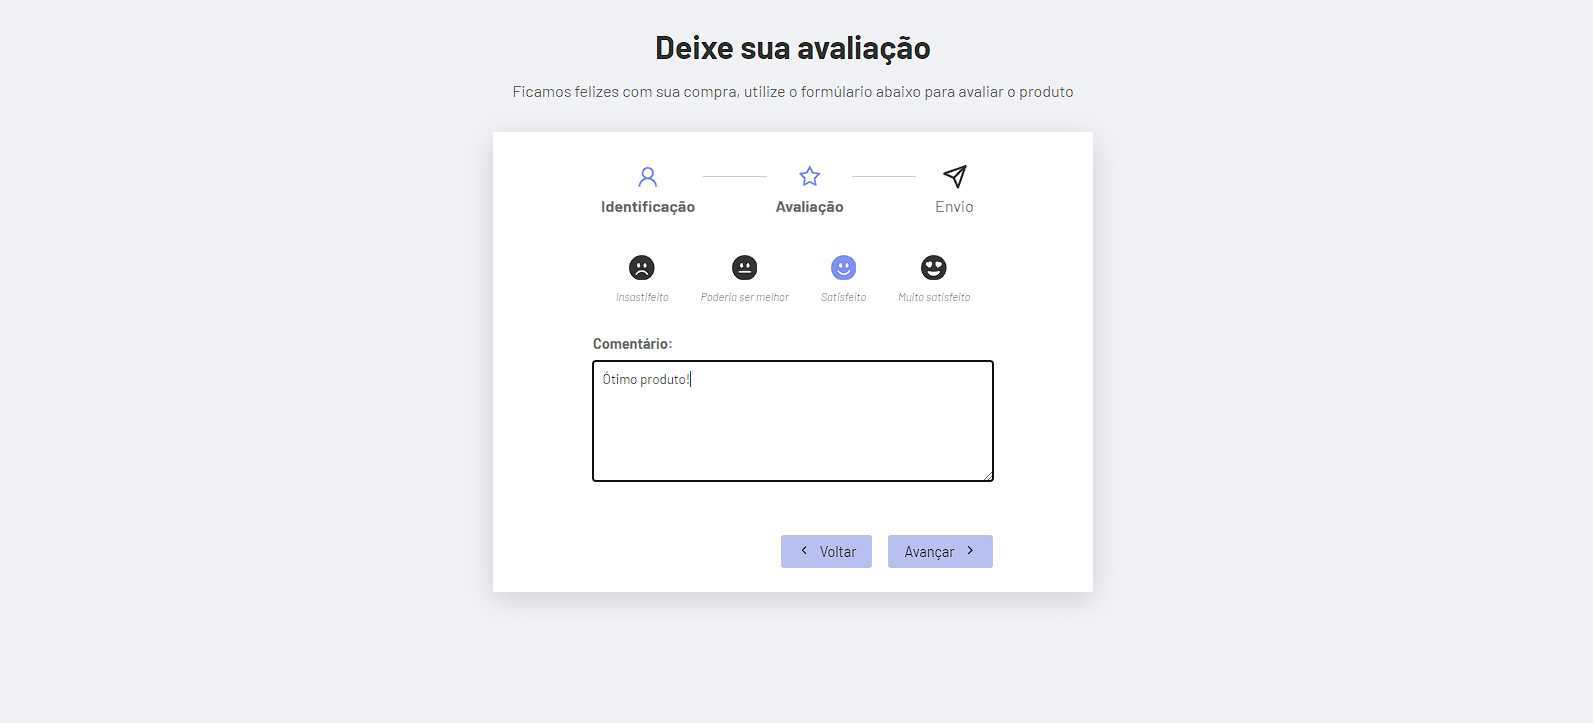 Deixe sua avaliação
Ficamos felizes com sua compra, utilize o formúlario abaixo para avaliar o produto
Identificação Avaliação Envio
Insastifeito Poderia ser melhor Satisfeito Muito satisfeito
Comentário:
Ótimo produto!
Voltar Avançar